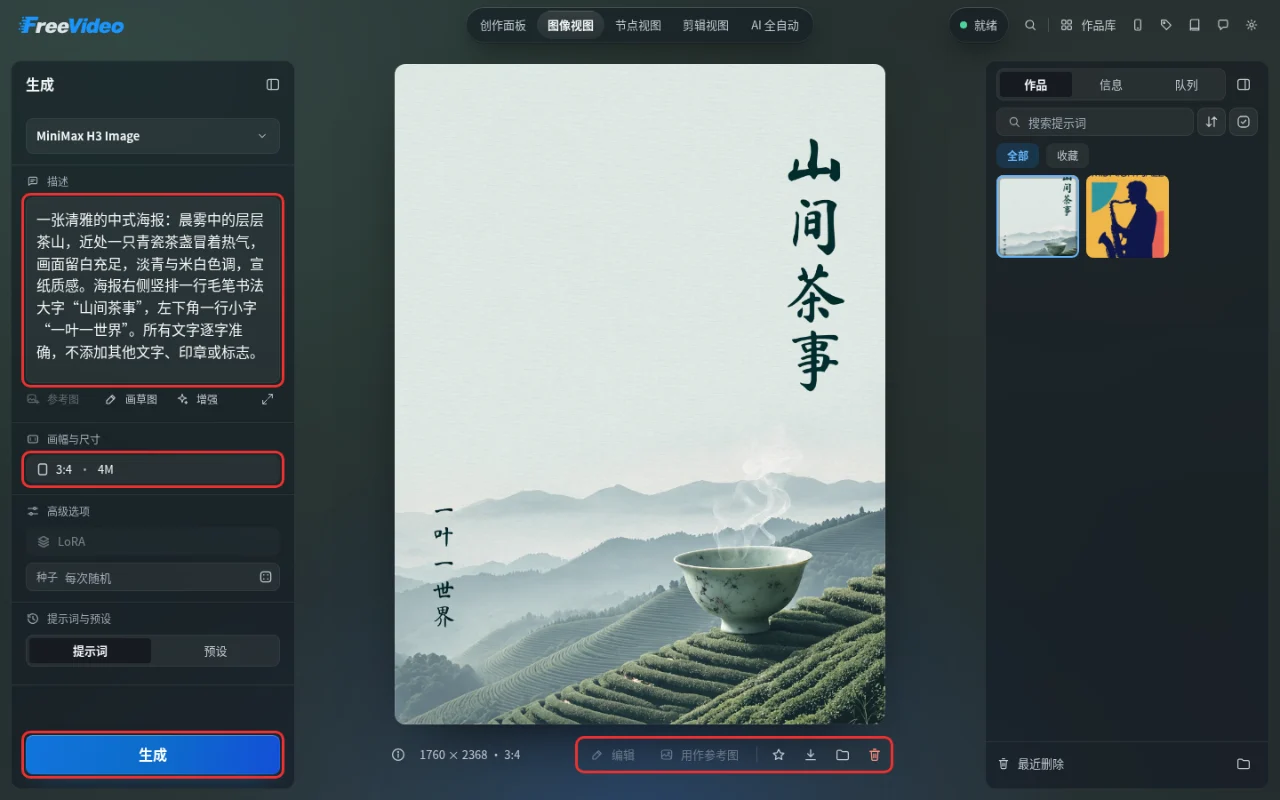 FreeVideo
创作面板
图像视图
节点视图
剪辑视图
AI 全自动
就绪
作品库
生成
MiniMax H3 Image
描述
一张清雅的中式海报：晨雾中的层层
茶山，近处一只青瓷茶盏冒着热气，
画面留白充足，淡青与米白色调，宣
纸质感。海报右侧竖排一行毛笔书法
大字“山间茶事”，左下角一行小字
“一叶一世界”。所有文字逐字准
确，不添加其他文字、印章或标志。
参考图
画草图
增强
画幅与尺寸
3:4 · 4M
高级选项
LoRA
种子 每次随机
提示词与预设
提示词
预设
生成
山间茶事
一叶一世界
1760 × 2368 · 3:4
编辑
用作参考图
作品
信息
队列
搜索提示词
全部
收藏
山间茶事
最近删除